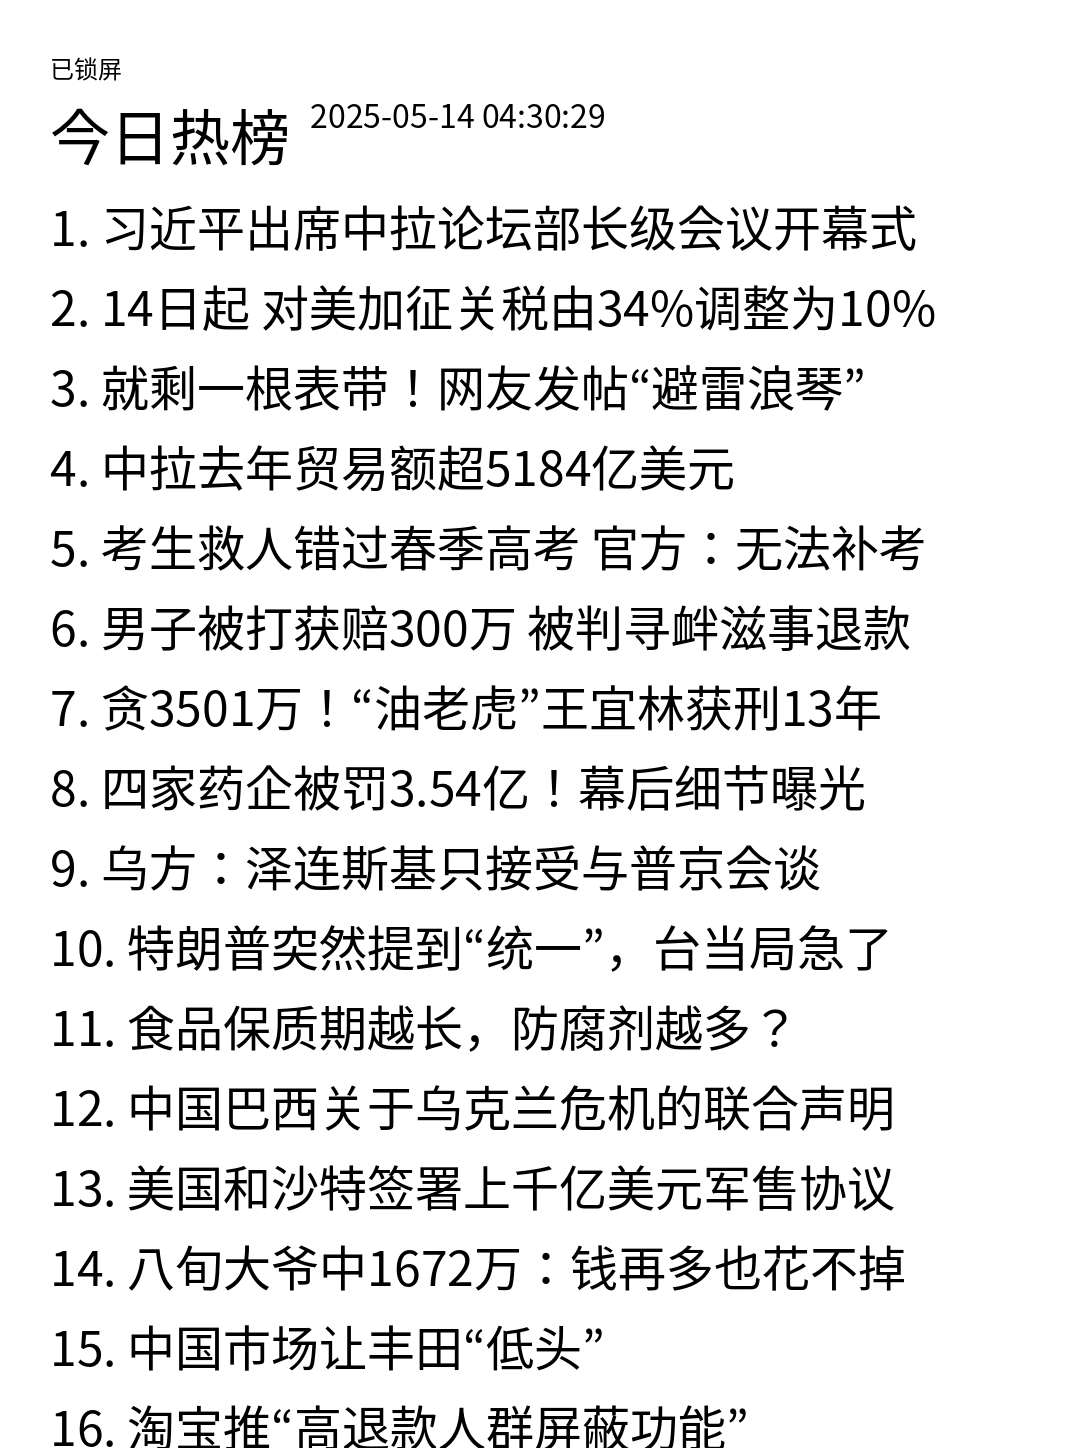 已锁屏
今日热榜 2025-05-14 04:30:29
1. 习近平出席中拉论坛部长级会议开幕式
2. 14日起 对美加征关税由34%调整为10%
3. 就剩一根表带！网友发帖“避雷浪琴”
4. 中拉去年贸易额超5184亿美元
5. 考生救人错过春季高考 官方：无法补考
6. 男子被打获赔300万 被判寻衅滋事退款
7. 贪3501万！“油老虎”王宜林获刑13年
8. 四家药企被罚3.54亿！幕后细节曝光
9. 乌方：泽连斯基只接受与普京会谈
10. 特朗普突然提到“统一”，台当局急了
11. 食品保质期越长，防腐剂越多？
12. 中国巴西关于乌克兰危机的联合声明
13. 美国和沙特签署上千亿美元军售协议
14. 八旬大爷中1672万：钱再多也花不掉
15. 中国市场让丰田“低头”
16. 淘宝推“高退款人群屏蔽功能”